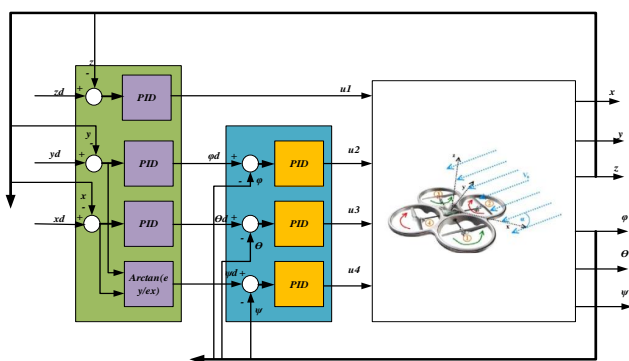 z
-
zd + PID u1 x
y
- y
yd + PID φd + PID u2 z
- φ
x
-
xd + PID Θd + PID u3 φ
- Θ
Θ
Arctan(e
y/ex) ψd + PID u4 ψ
- ψ